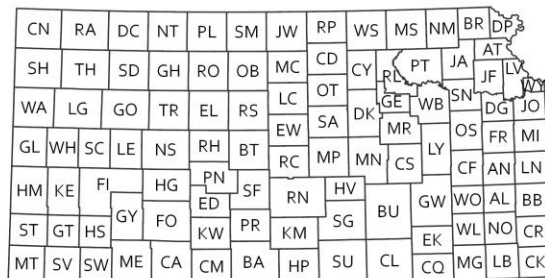 CN RA DC NT PL SM JW RP WS MS NM BR DP
SH TH SD GH RO OB MC CD CY RL PT JA AT
JF LV WY
WA LG GO TR EL RS LC OT DK GE WB SN DG JO
EW SA MR OS FR MI
GL WH SC LE NS RH BT RC MP MN CS LY
CF AN LN
HM KE FI HG PN SF RN HV BU GW WO AL BB
GY FO ED SG
ST GT HS KW PR KM EK WL NO CR
MT SV SW ME CA CM BA HP SU CL CQ MG LB CK